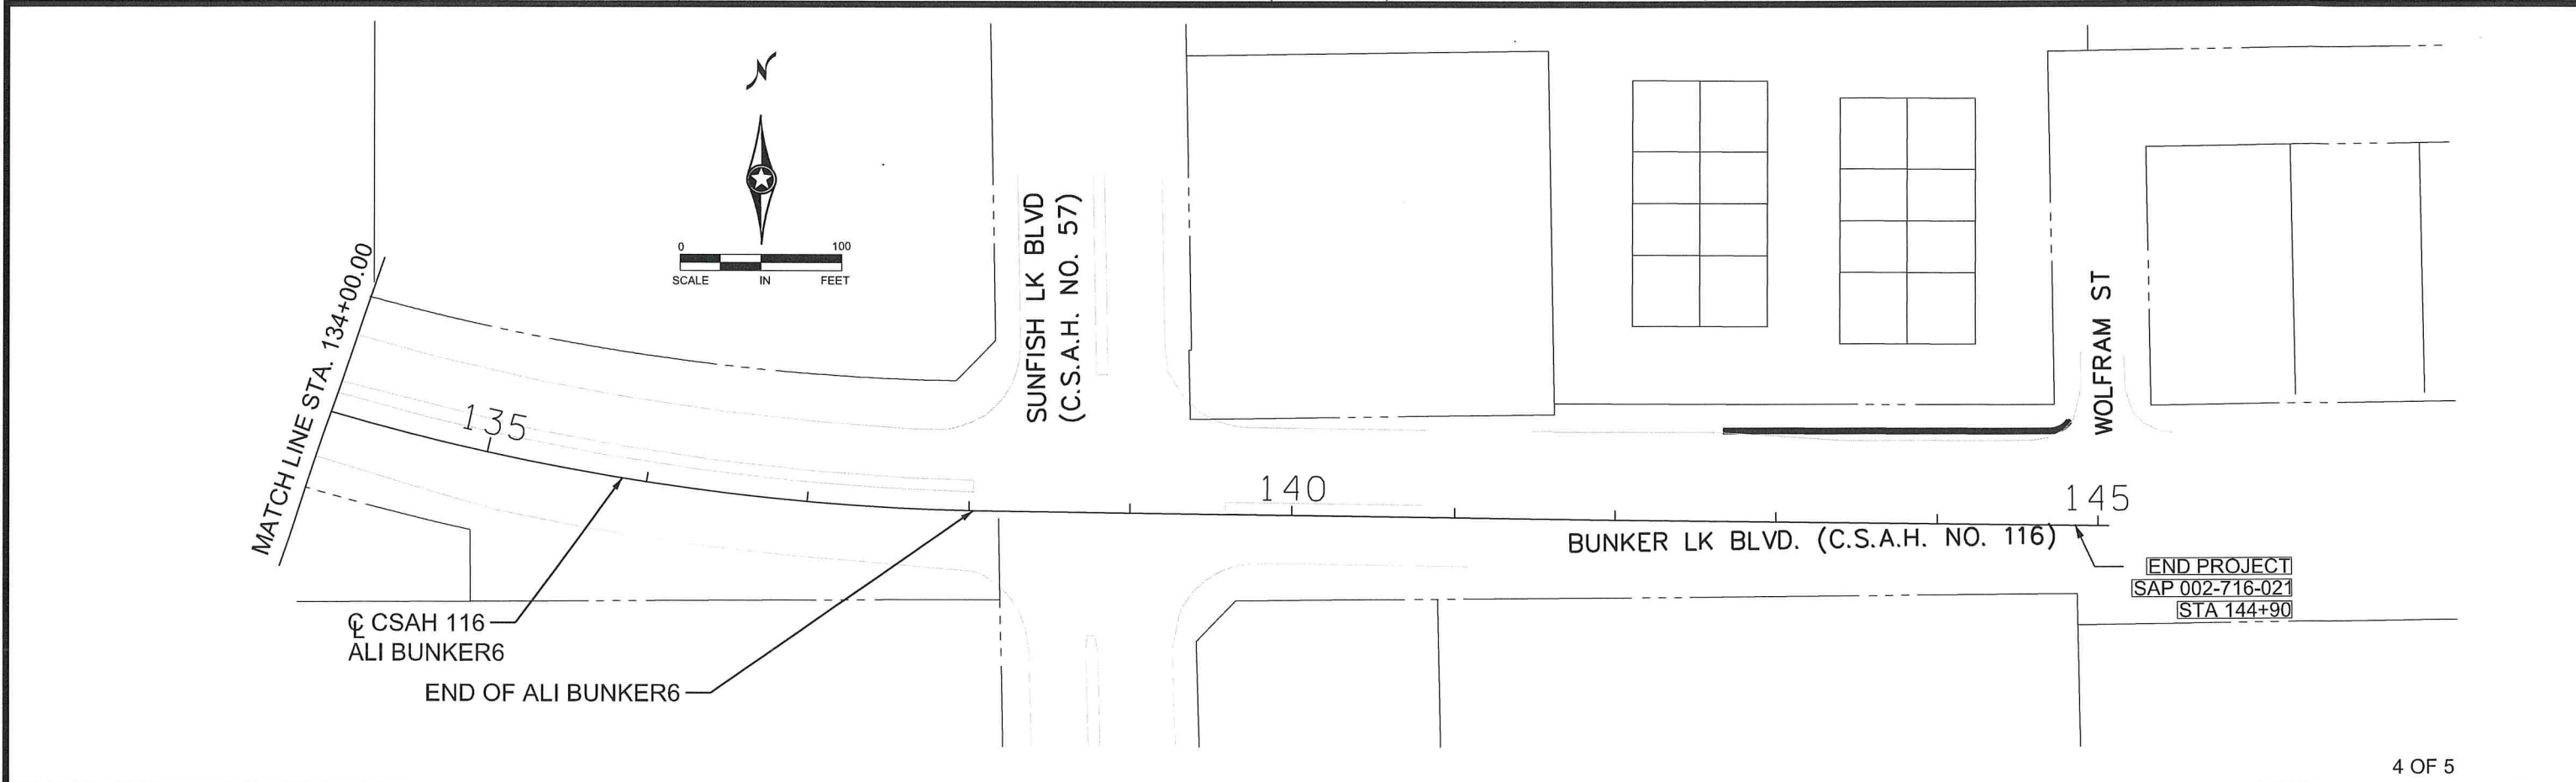 N
0 100
SCALE IN FEET
SUNFISH LK BLVD
(C.S.A.H. NO. 57)
WOLFRAM ST
MATCH LINE STA. 134+00.00
135
140
145
BUNKER LK BLVD. (C.S.A.H. NO. 116)
END PROJECT
SAP 002-716-021
STA 144+90
℄ CSAH 116
ALI BUNKER6
END OF ALI BUNKER6
4 OF 5